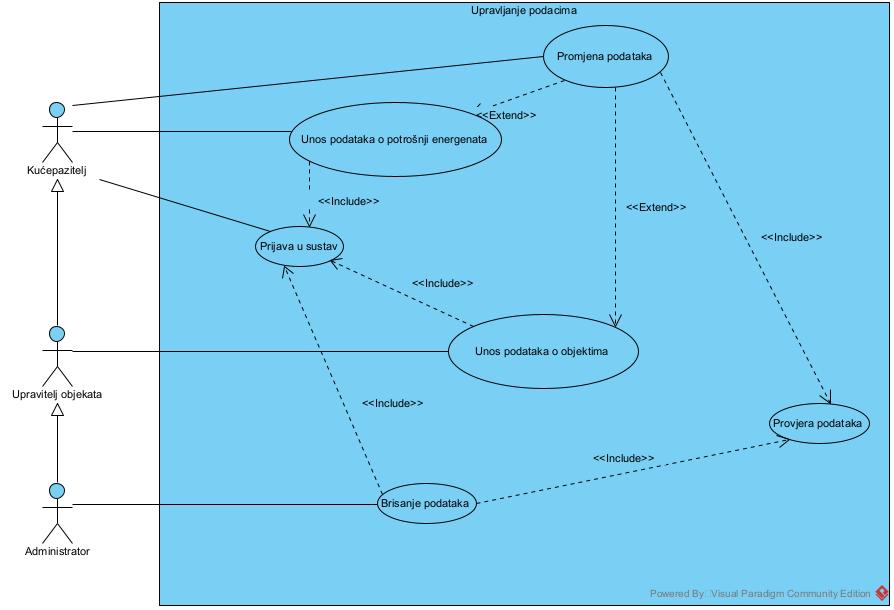 Upravljanje podacima
Promjena podataka
<<Extend>>
Unos podataka o potrošnji energenata
Kućepazitelj
<<Include>>
<<Extend>>
<<Include>>
Prijava u sustav
<<Include>>
Unos podataka o objektima
Upravitelj objekata
<<Include>>
Provjera podataka
<<Include>>
Brisanje podataka
Administrator
Powered By: Visual Paradigm Community Edition